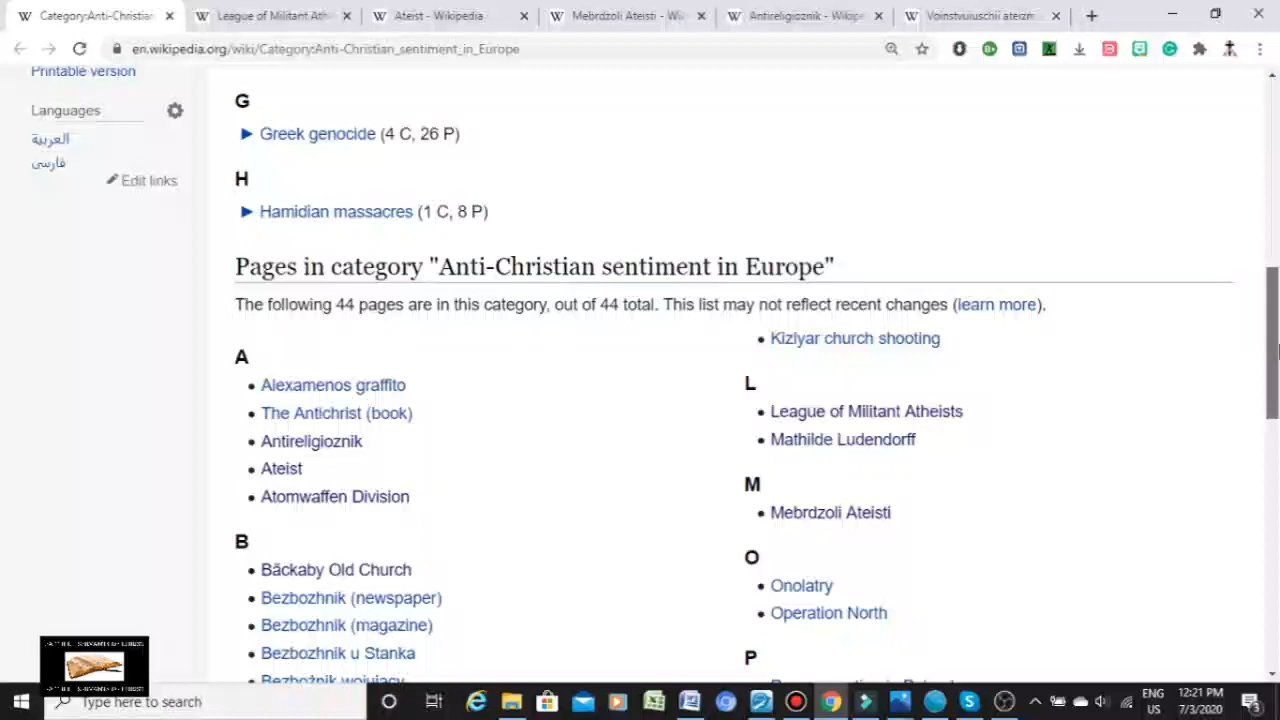 Category:Anti-Christian
League of Militant Ath
Ateist - Wikipedia
Mebrdzoli Ateisti - Wi
Antireligioznik - Wikipe
Voinstvuiuschii ateizm
en.wikipedia.org/wiki/Category:Anti-Christian_sentiment_in_Europe
Printable version
Languages
العربية
فارسی
Edit links
G
Greek genocide (4 C, 26 P)
H
Hamidian massacres (1 C, 8 P)
Pages in category "Anti-Christian sentiment in Europe"
The following 44 pages are in this category, out of 44 total. This list may not reflect recent changes (learn more).
A
Alexamenos graffito
The Antichrist (book)
Antireligioznik
Ateist
Atomwaffen Division
B
Bäckaby Old Church
Bezbozhnik (newspaper)
Bezbozhnik (magazine)
Bezbozhnik u Stanka
Bezbożnik wojujący
Kizlyar church shooting
L
League of Militant Atheists
Mathilde Ludendorff
M
Mebrdzoli Ateisti
O
Onolatry
Operation North
P
Type here to search
ENG
US
12:21 PM
7/3/2020
3